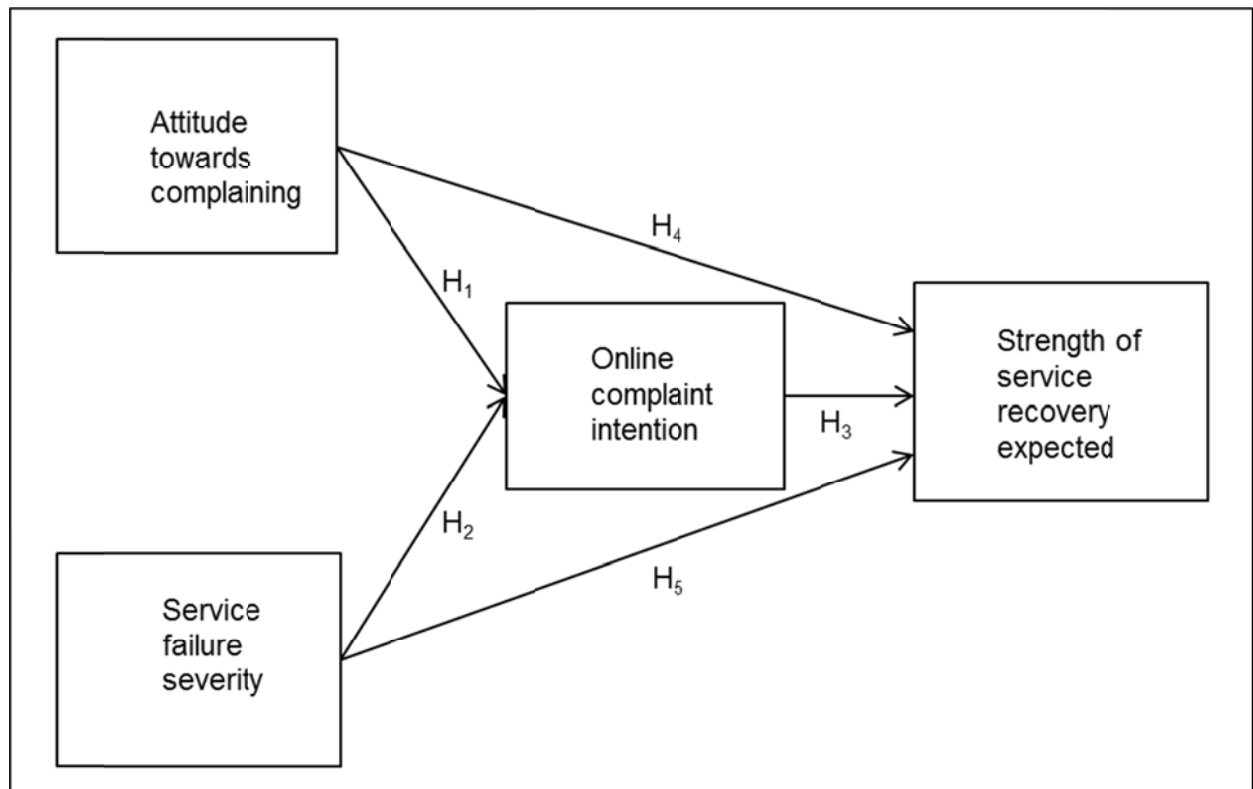 Attitude
towards
complaining
H₄
H₁
Online
complaint
intention
H₃
Strength of
service
recovery
expected
H₂
H₅
Service
failure
severity